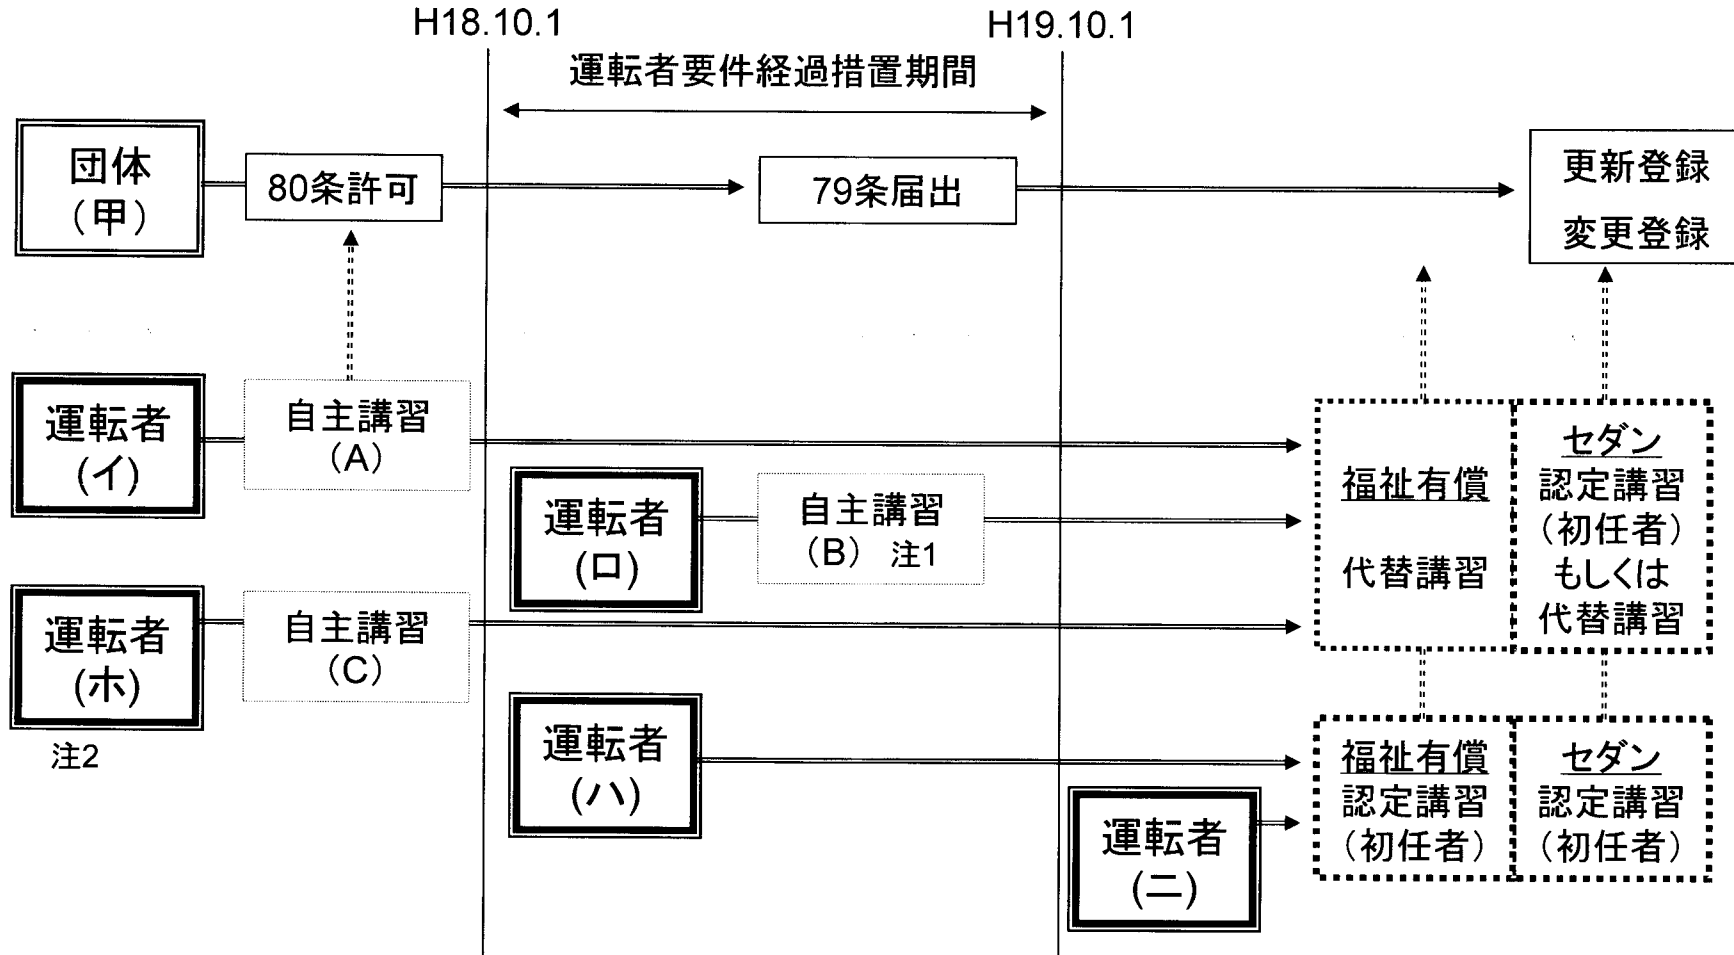 H18.10.1
H19.10.1
運転者要件経過措置期間
団体
（甲）
80条許可
79条届出
更新登録
変更登録
運転者
(イ)
自主講習
（A）
運転者
(ロ)
自主講習
（B） 注1
運転者
(ホ)
注2
自主講習
（C）
運転者
(ハ)
運転者
(ニ)
福祉有償
代替講習
セダン
認定講習
（初任者）
もしくは
代替講習
福祉有償
認定講習
（初任者）
セダン
認定講習
（初任者）